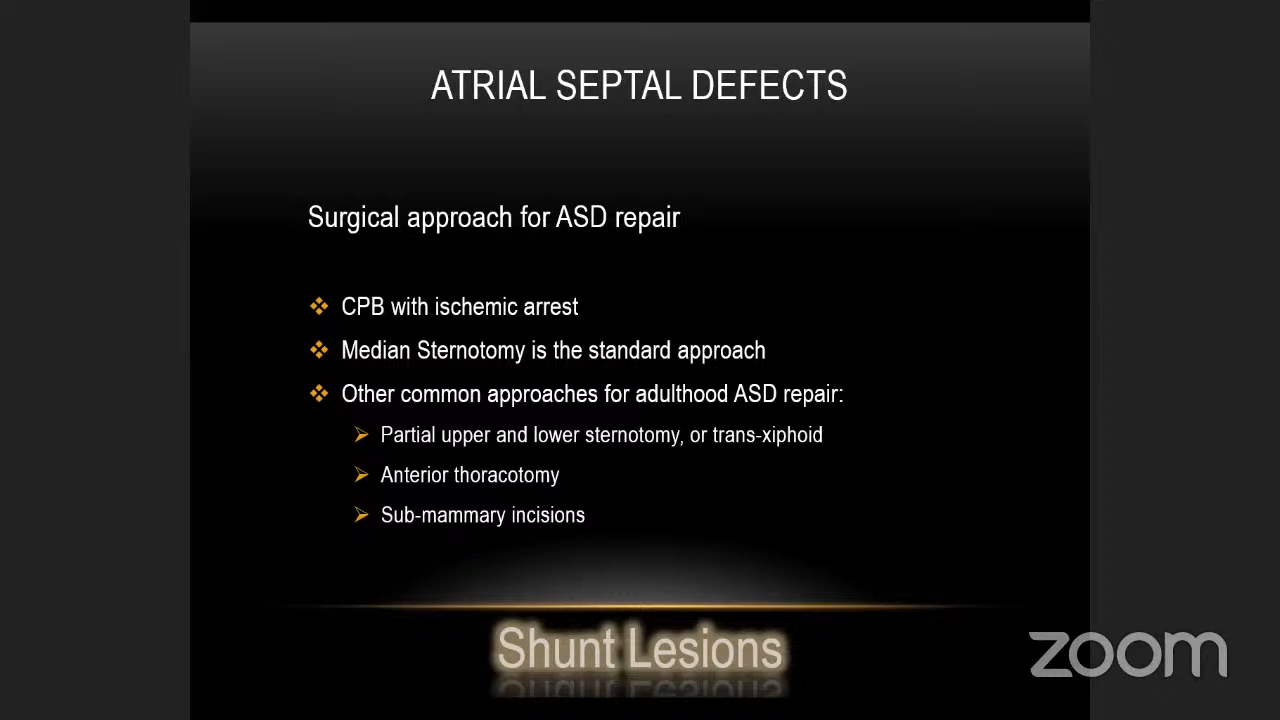 ATRIAL SEPTAL DEFECTS
Surgical approach for ASD repair
CPB with ischemic arrest
Median Sternotomy is the standard approach
Other common approaches for adulthood ASD repair:
Partial upper and lower sternotomy, or trans-xiphoid
Anterior thoracotomy
Sub-mammary incisions
Shunt Lesions
zoom